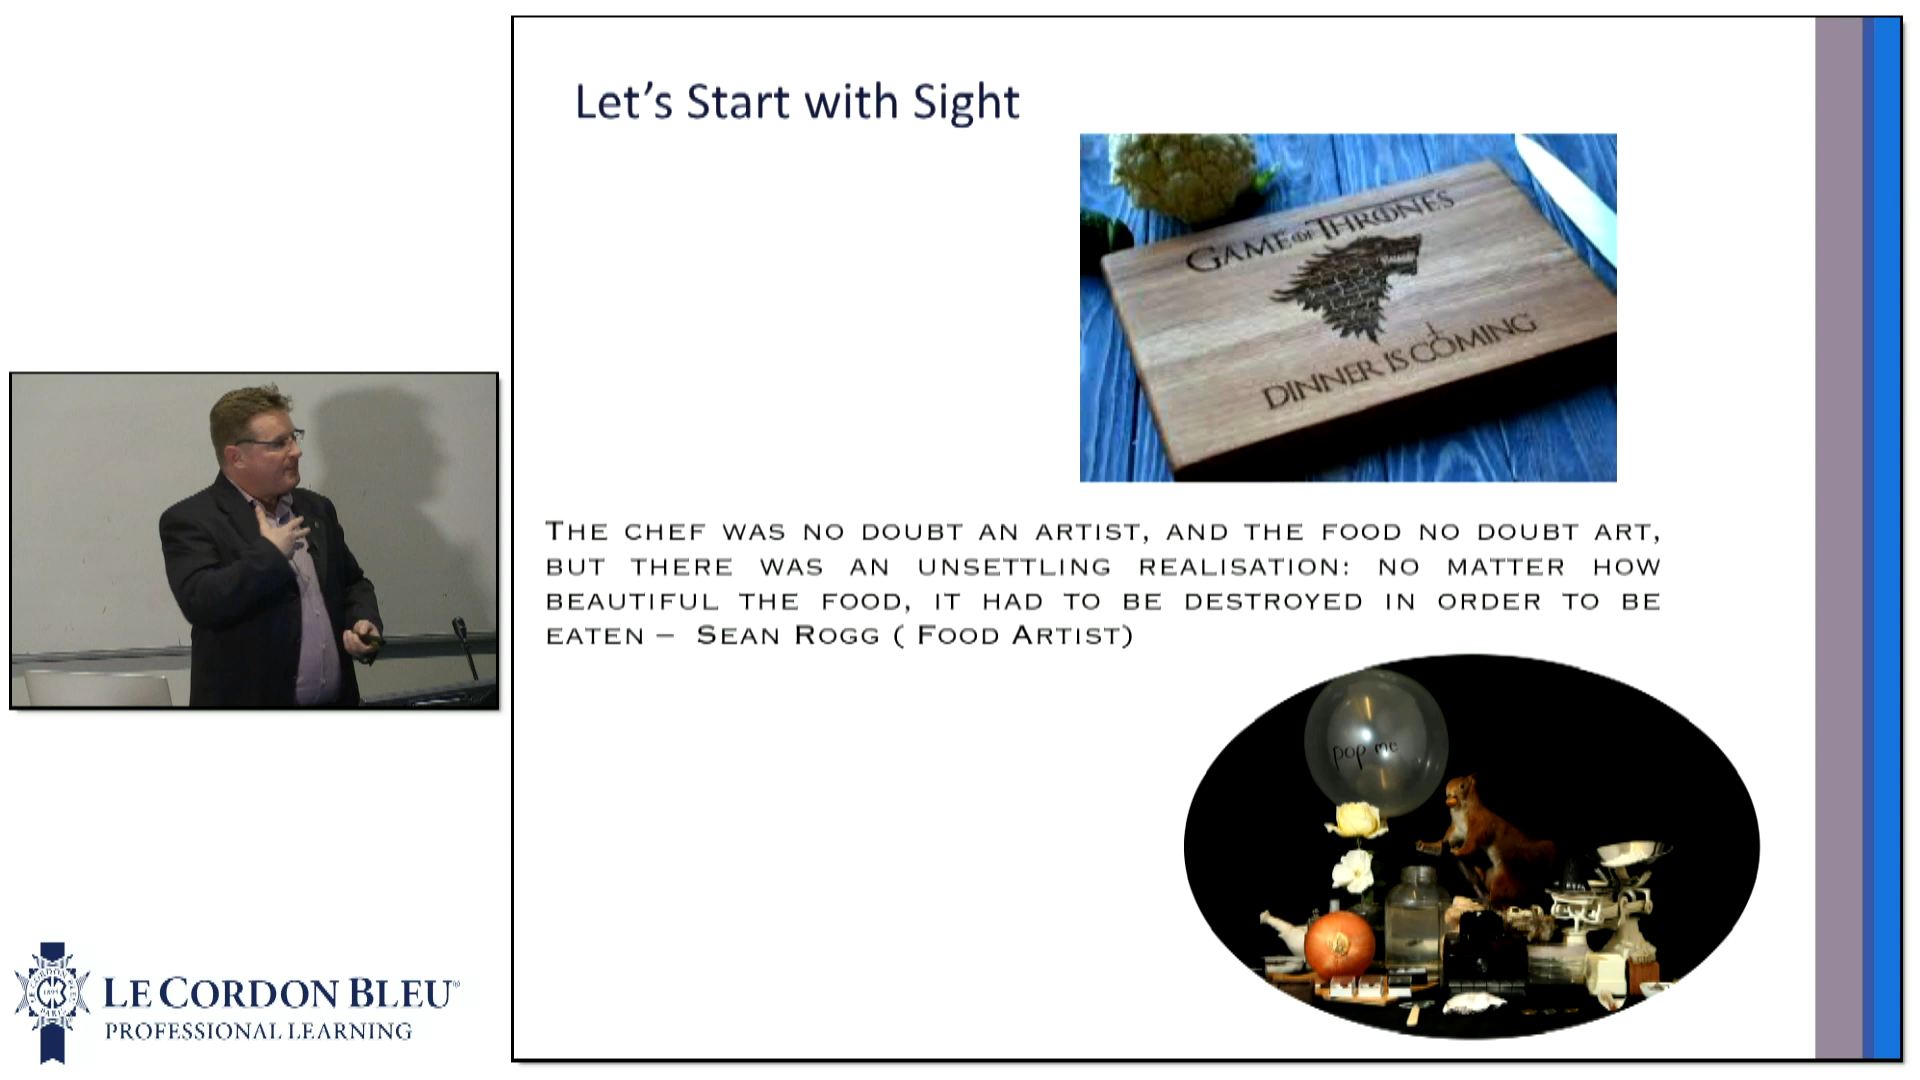 Let's Start with Sight
GAME OF THRONES
DINNER IS COMING
THE CHEF WAS NO DOUBT AN ARTIST, AND THE FOOD NO DOUBT ART,
BUT THERE WAS AN UNSETTLING REALISATION: NO MATTER HOW
BEAUTIFUL THE FOOD, IT HAD TO BE DESTROYED IN ORDER TO BE
EATEN – SEAN ROGG ( FOOD ARTIST)
pop me
LE CORDON BLEU®
PROFESSIONAL LEARNING